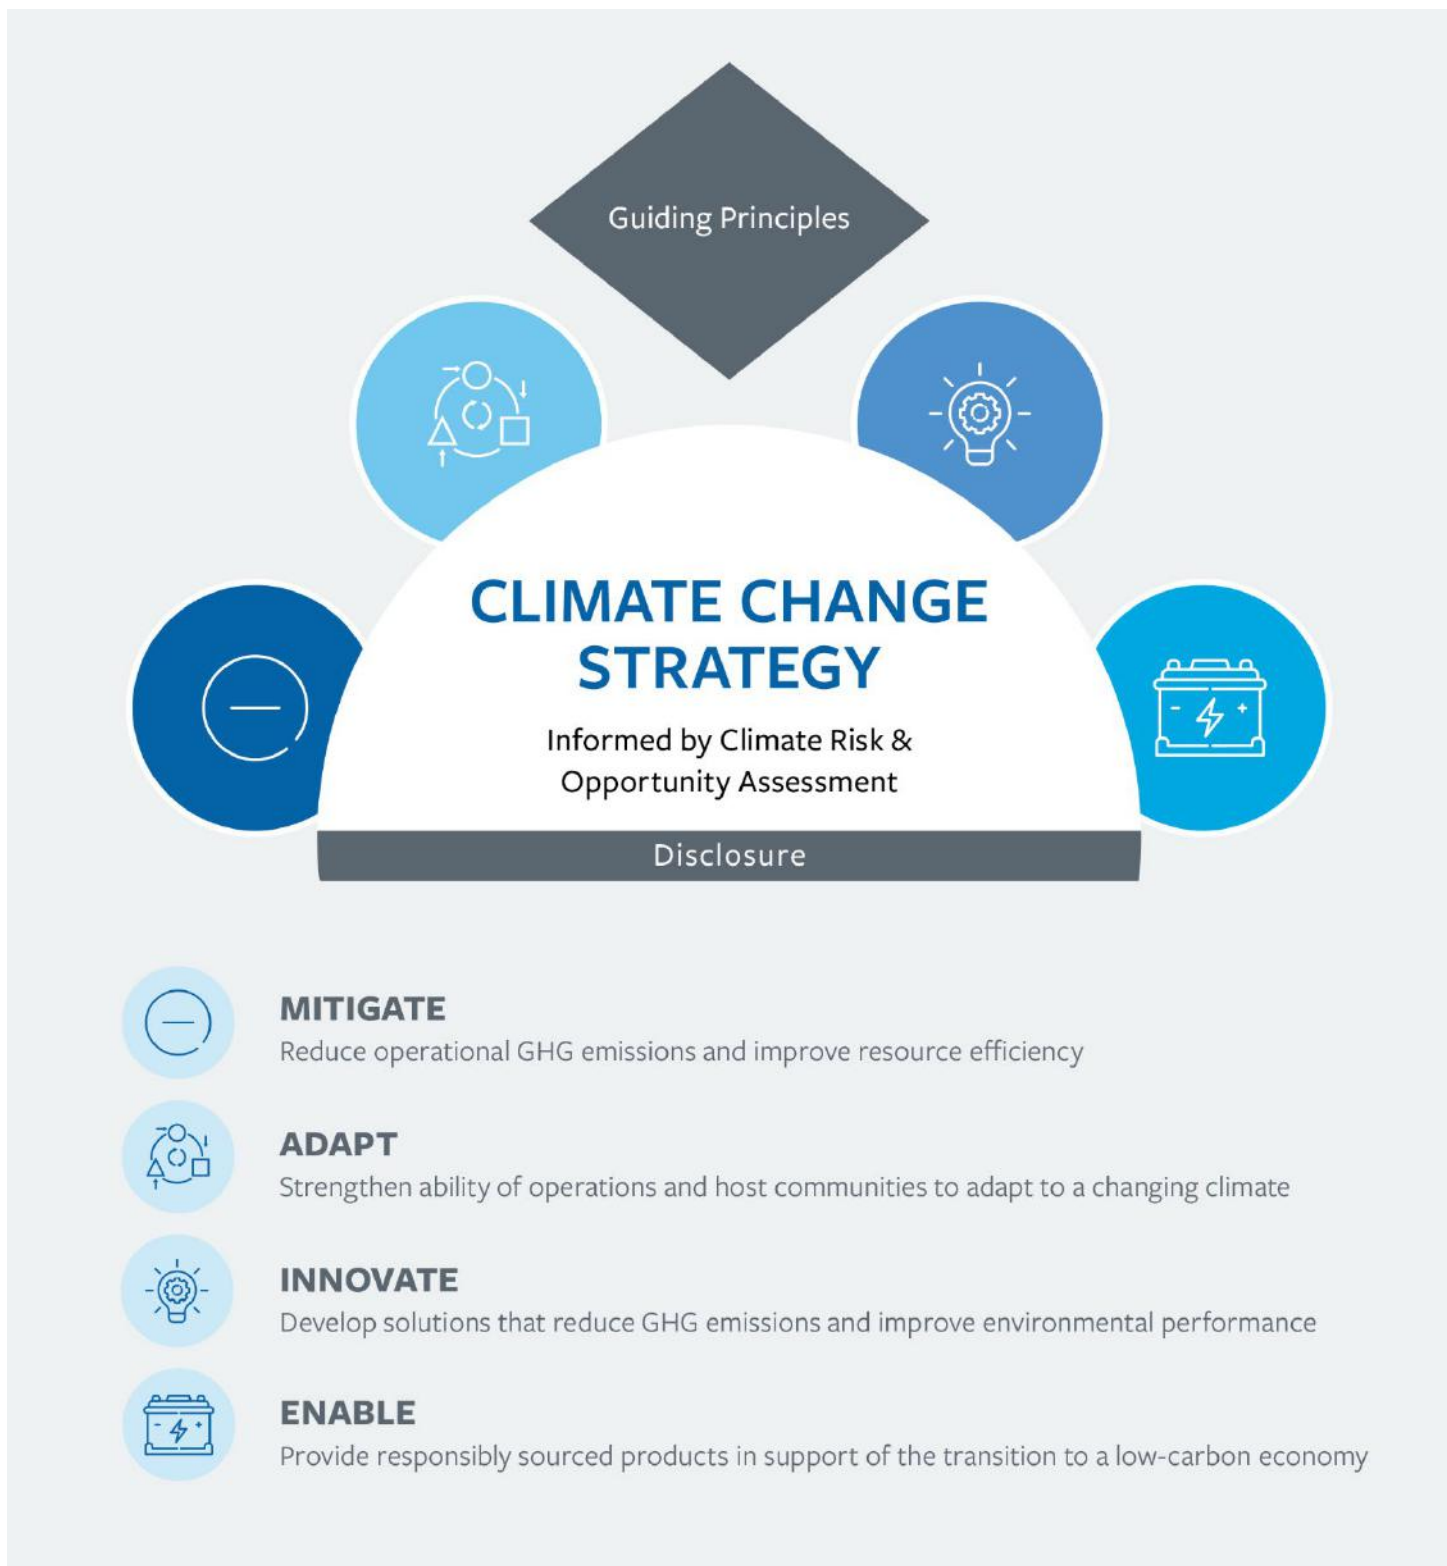 Guiding Principles
CLIMATE CHANGE
STRATEGY
Informed by Climate Risk &
Opportunity Assessment
Disclosure
MITIGATE
Reduce operational GHG emissions and improve resource efficiency
ADAPT
Strengthen ability of operations and host communities to adapt to a changing climate
INNOVATE
Develop solutions that reduce GHG emissions and improve environmental performance
ENABLE
Provide responsibly sourced products in support of the transition to a low-carbon economy